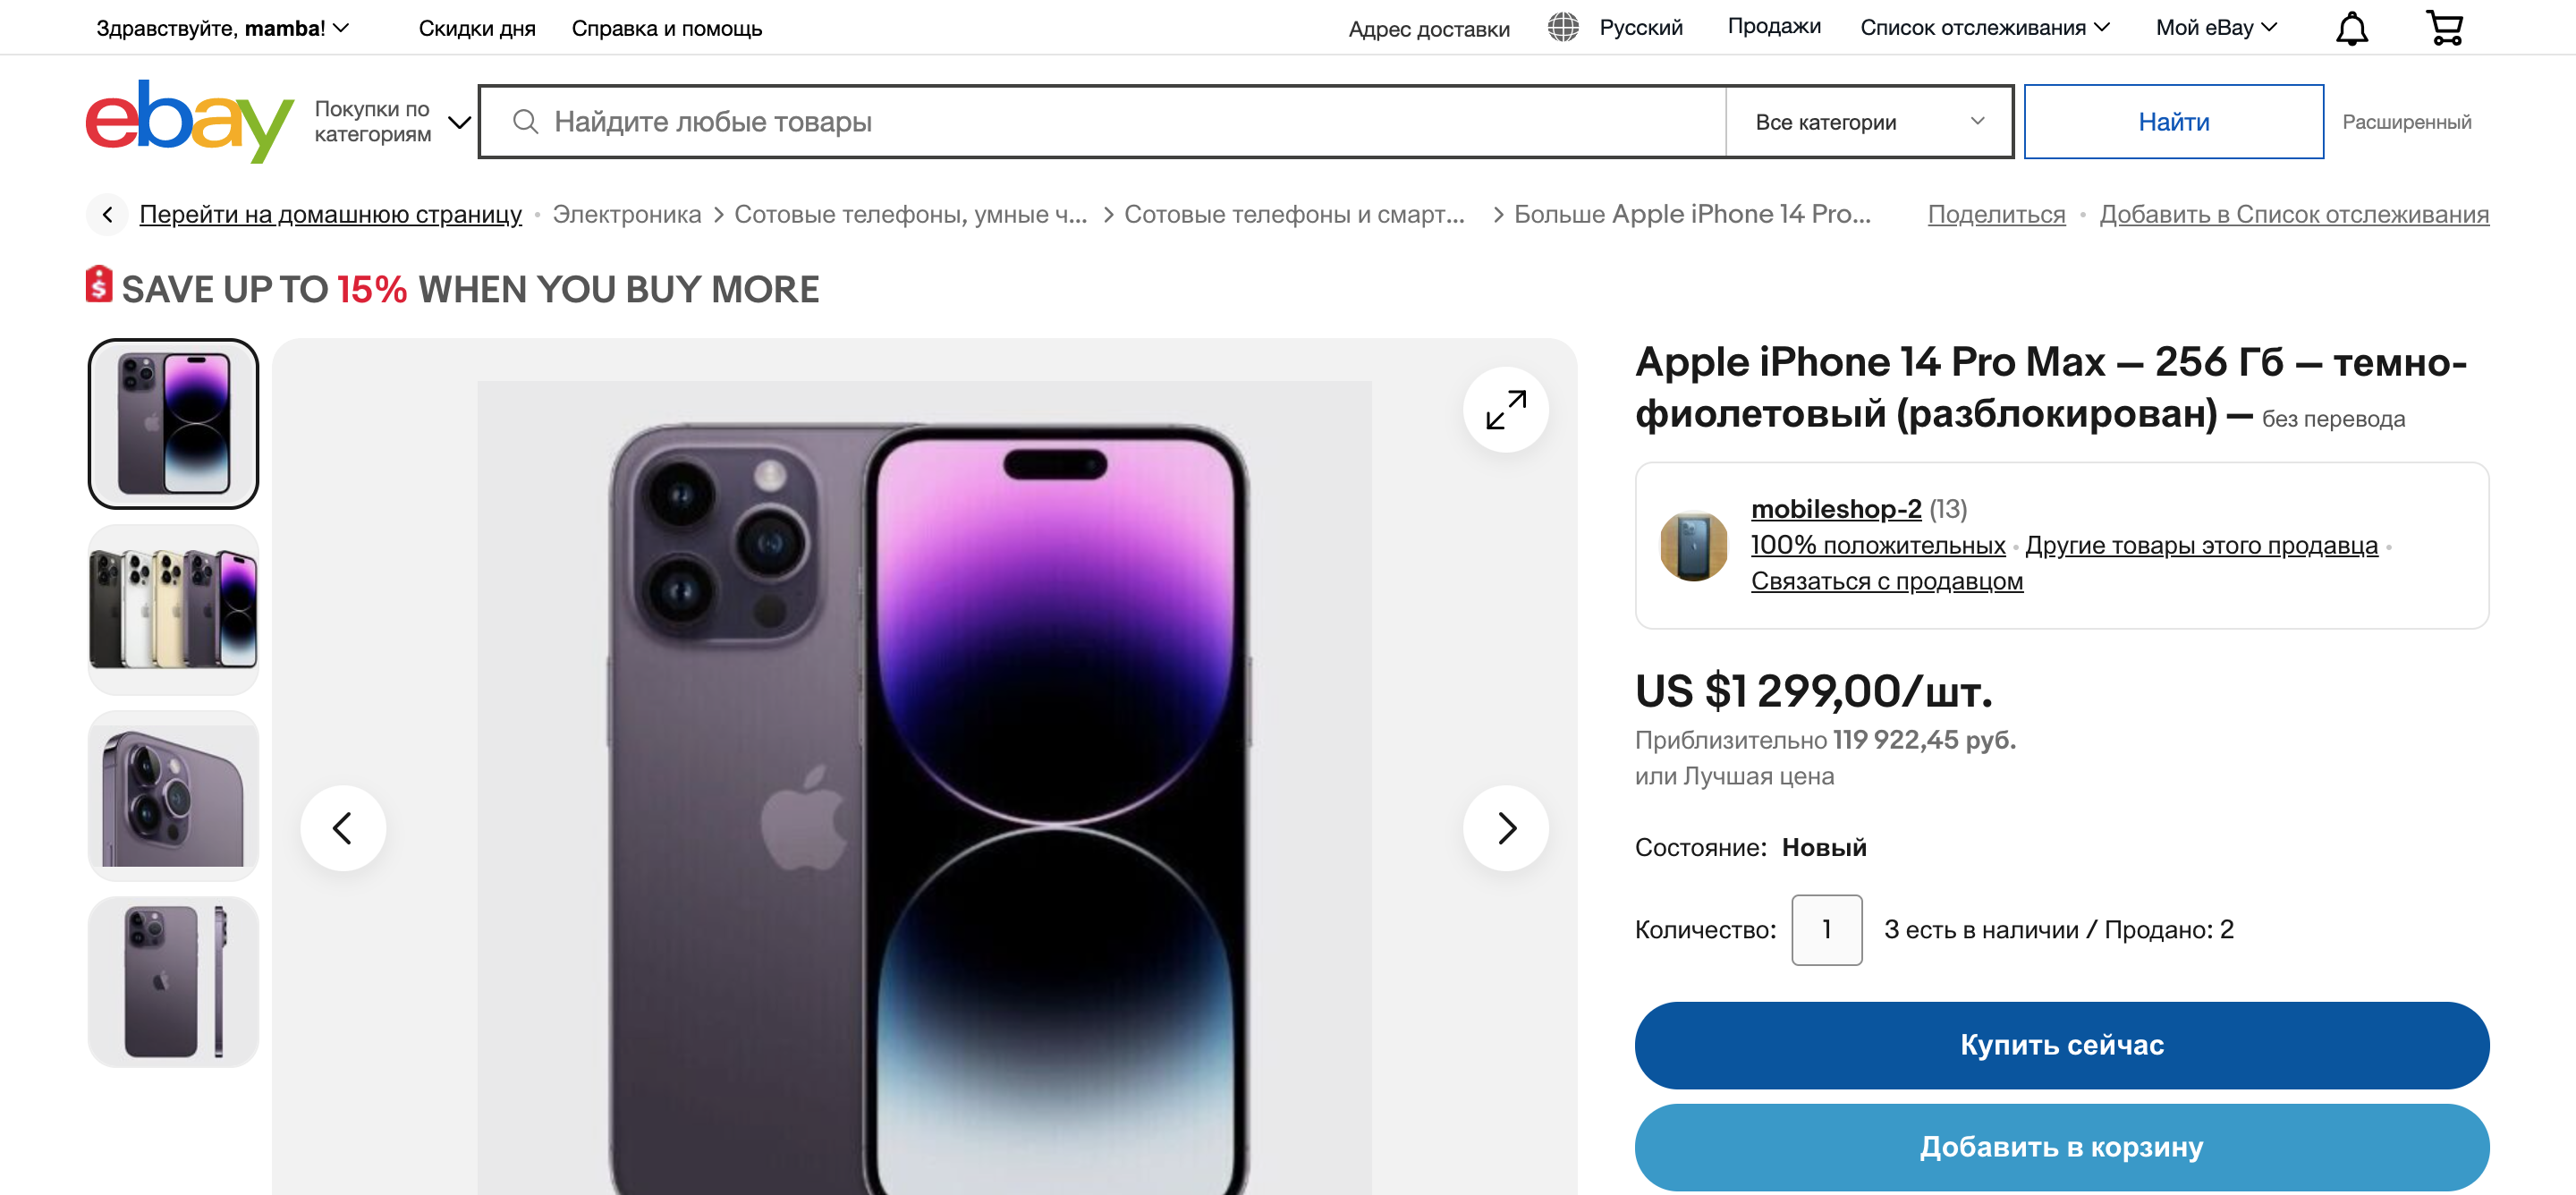 Здравствуйте, mamba!
Скидки дня
Справка и помощь
Адрес доставки
Русский
Продажи
Список отслеживания
Мой eBay
ebay
Покупки по
категориям
Найдите любые товары
Все категории
Найти
Расширенный
Перейти на домашнюю страницу
Электроника
Сотовые телефоны, умные ч...
Сотовые телефоны и смарт...
Больше Apple iPhone 14 Pro...
Поделиться
Добавить в Список отслеживания
$ SAVE UP TO 15% WHEN YOU BUY MORE
Apple iPhone 14 Pro Max — 256 Гб — темно-
фиолетовый (разблокирован) — без перевода
mobileshop-2 (13)
100% положительных • Другие товары этого продавца •
Связаться с продавцом
US $1 299,00/шт.
Приблизительно 119 922,45 руб.
или Лучшая цена
Состояние: Новый
Количество: 1 3 есть в наличии / Продано: 2
Купить сейчас
Добавить в корзину